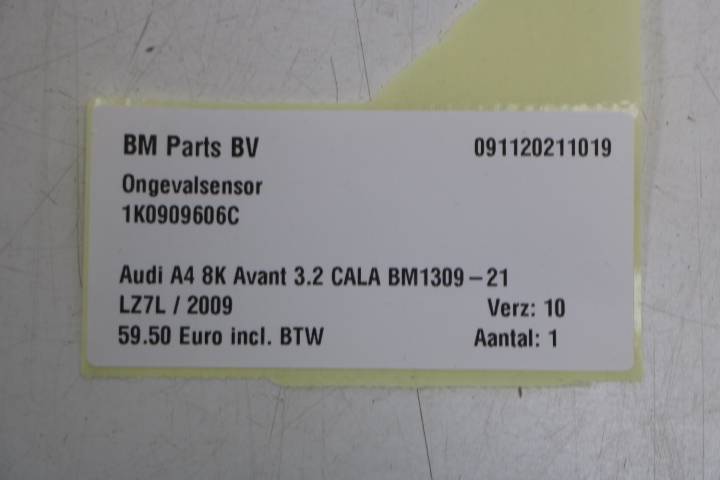 BM Parts BV 091120211019
Ongevalsensor
1K0909606C
Audi A4 8K Avant 3.2 CALA BM1309-21
LZ7L / 2009 Verz: 10
59.50 Euro incl. BTW Aantal: 1